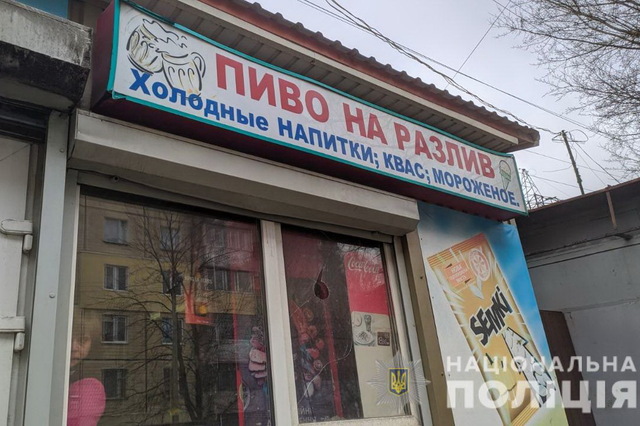 ПИВО НА РАЗЛИВ
Холодные НАПИТКИ; КВАС; МОРОЖЕНОЕ.
SEMKI
НАЦІОНАЛЬНА
ПОЛІЦІЯ